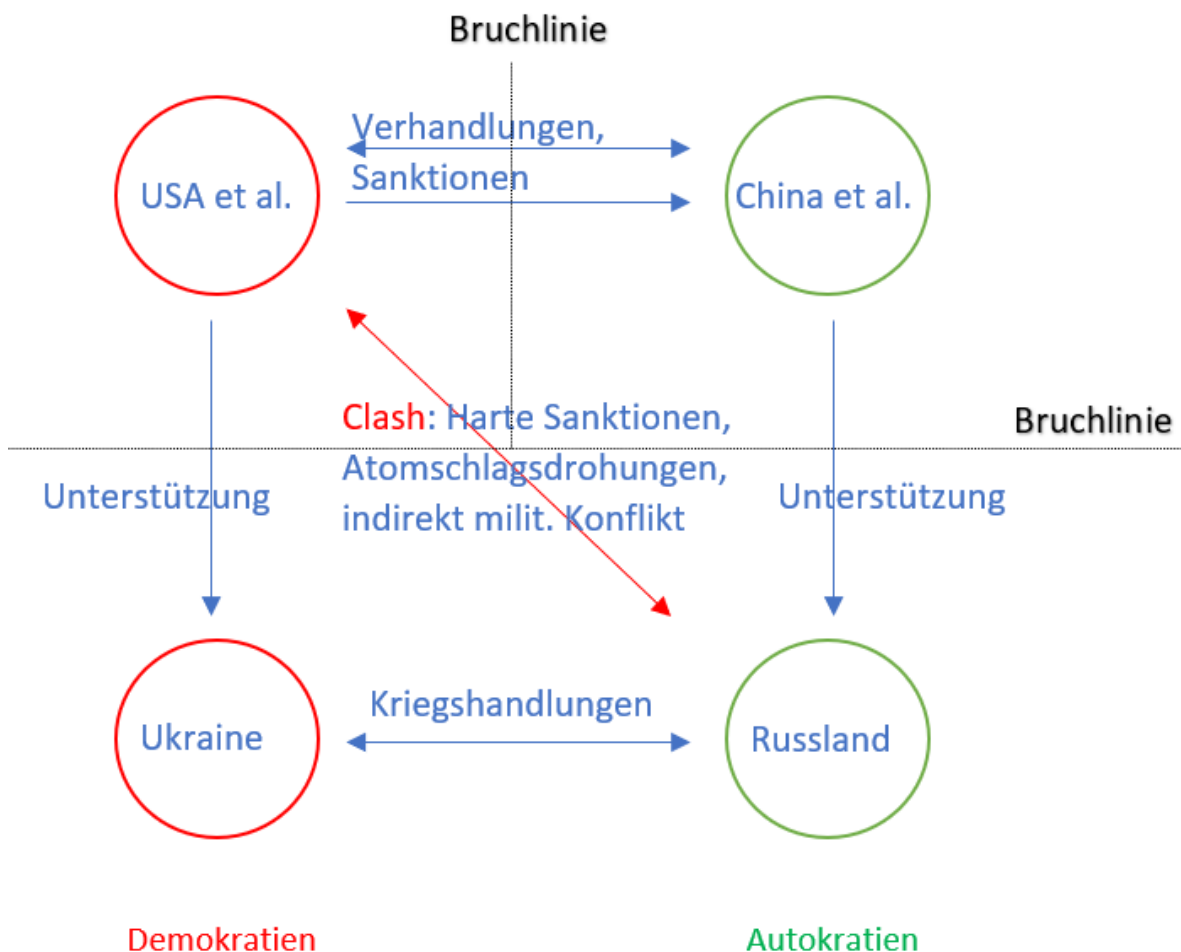 Bruchlinie
Verhandlungen,
Sanktionen
USA et al.
China et al.
Clash: Harte Sanktionen,
Atomschlagsdrohungen,
indirekt milit. Konflikt
Bruchlinie
Unterstützung
Unterstützung
Kriegshandlungen
Ukraine
Russland
Demokratien
Autokratien